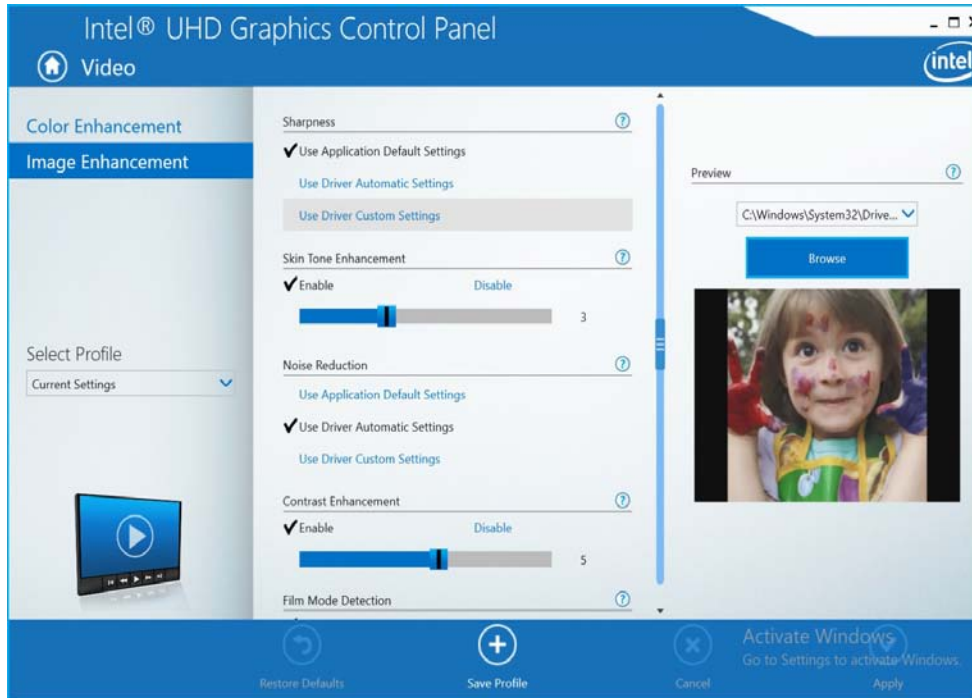 Intel® UHD Graphics Control Panel
Video
intel
Color Enhancement
Image Enhancement
Select Profile
Current Settings
Sharpness
Use Application Default Settings
Use Driver Automatic Settings
Use Driver Custom Settings
Skin Tone Enhancement
Enable Disable
3
Noise Reduction
Use Application Default Settings
Use Driver Automatic Settings
Use Driver Custom Settings
Contrast Enhancement
Enable Disable
5
Film Mode Detection
Preview
C:\Windows\System32\Drive...
Browse
Restore Defaults
Save Profile
Cancel
Apply
Activate Windows
Go to Settings to activate Windows.